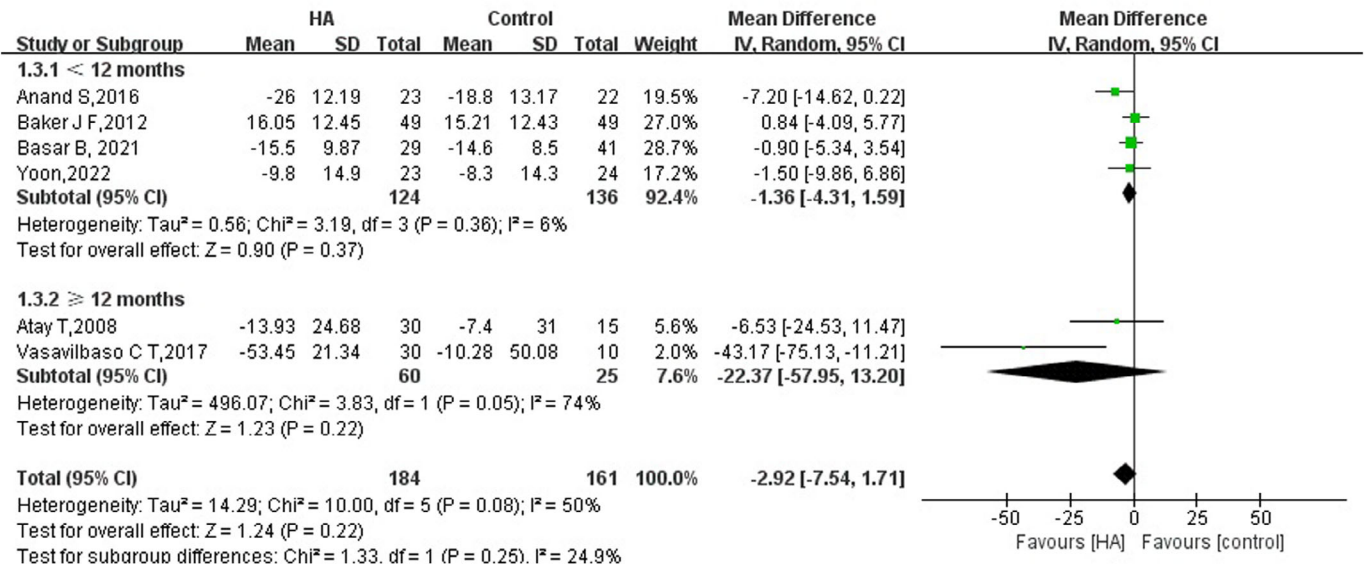 HA Control Mean Difference Mean Difference
Study or Subgroup Mean SD Total Mean SD Total Weight IV, Random, 95% CI IV, Random, 95% CI
1.3.1 < 12 months
Anand S,2016 -26 12.19 23 -18.8 13.17 22 19.5% -7.20 [-14.62, 0.22]
Baker J F,2012 16.05 12.45 49 15.21 12.43 49 27.0% 0.84 [-4.09, 5.77]
Basar B, 2021 -15.5 9.87 29 -14.6 8.5 41 28.7% -0.90 [-5.34, 3.54]
Yoon,2022 -9.8 14.9 23 -8.3 14.3 24 17.2% -1.50 [-9.86, 6.86]
Subtotal (95% CI) 124 136 92.4% -1.36 [-4.31, 1.59]
Heterogeneity: Tau² = 0.56; Chi² = 3.19, df = 3 (P = 0.36); I² = 6%
Test for overall effect: Z = 0.90 (P = 0.37)
1.3.2 ≥ 12 months
Atay T,2008 -13.93 24.68 30 -7.4 31 15 5.6% -6.53 [-24.53, 11.47]
Vasavilbaso C T,2017 -53.45 21.34 30 -10.28 50.08 10 2.0% -43.17 [-75.13, -11.21]
Subtotal (95% CI) 60 25 7.6% -22.37 [-57.95, 13.20]
Heterogeneity: Tau² = 496.07; Chi² = 3.83, df = 1 (P = 0.05); I² = 74%
Test for overall effect: Z = 1.23 (P = 0.22)
Total (95% CI) 184 161 100.0% -2.92 [-7.54, 1.71]
Heterogeneity: Tau² = 14.29; Chi² = 10.00, df = 5 (P = 0.08); I² = 50%
Test for overall effect: Z = 1.24 (P = 0.22)
Test for subgroup differences: Chi² = 1.33, df = 1 (P = 0.25), I² = 24.9%
-50 -25 0 25 50
Favours [HA] Favours [control]